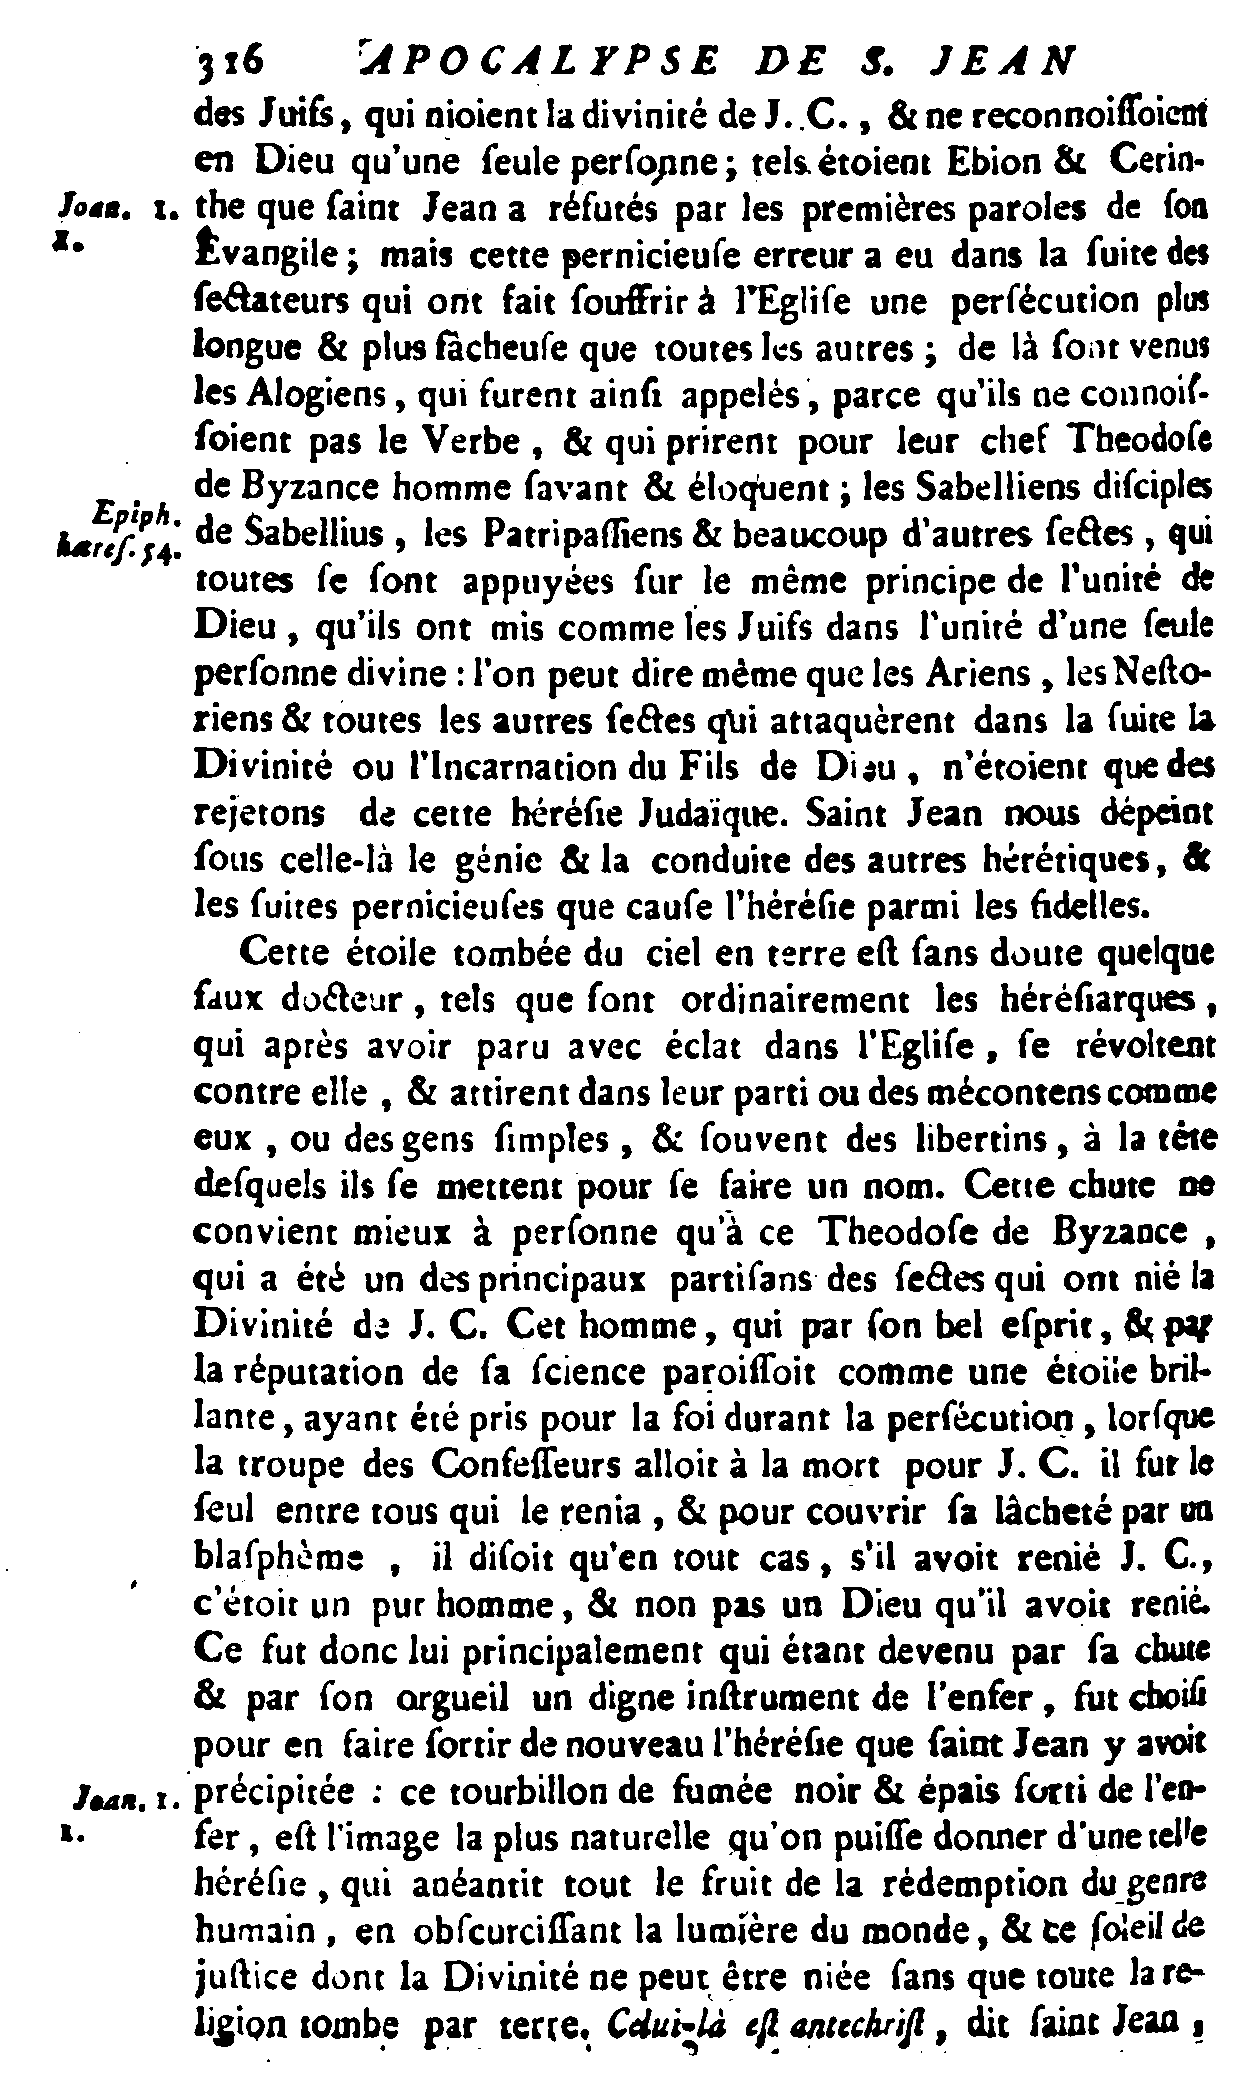 316 APOCALYPSE DE S. JEAN
des Juifs, qui nioient la divinité de J. C., & ne reconnoiſſoient
en Dieu qu'une ſeule perſonne; tels étoient Ebion & Cerin-
Joan. 1. the que ſaint Jean a réfutés par les premières paroles de ſon
1. Evangile; mais cette pernicieuſe erreur a eu dans la ſuite des
ſectateurs qui ont fait ſouffrir à l'Egliſe une perſécution plus
longue & plus fâcheuſe que toutes les autres; de là ſont venus
les Alogiens, qui furent ainſi appelés, parce qu'ils ne connoiſ-
ſoient pas le Verbe, & qui prirent pour leur chef Theodoſe
de Byzance homme ſavant & éloquent; les Sabelliens diſciples
Epiph. de Sabellius, les Patripaſſiens & beaucoup d'autres ſectes, qui
hæreſ. 54.
toutes ſe ſont appuyées ſur le même principe de l'unité de
Dieu, qu'ils ont mis comme les Juifs dans l'unité d'une ſeule
perſonne divine : l'on peut dire même que les Ariens, les Neſto-
riens & toutes les autres ſectes qui attaquèrent dans la ſuite la
Divinité ou l'Incarnation du Fils de Dieu, n'étoient que des
rejetons de cette héréſie Judaïque. Saint Jean nous dépeint
ſous celle-là le génie & la conduite des autres hérétiques, &
les ſuites pernicieuſes que cauſe l'héréſie parmi les fidelles.
Cette étoile tombée du ciel en terre eſt ſans doute quelque
faux docteur, tels que ſont ordinairement les héréſiarques,
qui après avoir paru avec éclat dans l'Egliſe, ſe révoltent
contre elle, & attirent dans leur parti ou des mécontens comme
eux, ou des gens ſimples, & ſouvent des libertins, à la tête
deſquels ils ſe mettent pour ſe faire un nom. Cette chute ne
convient mieux à perſonne qu'à ce Theodoſe de Byzance,
qui a été un des principaux partiſans des ſectes qui ont nié la
Divinité de J. C. Cet homme, qui par ſon bel eſprit, & par
la réputation de ſa ſcience paroiſſoit comme une étoile bril-
lante, ayant été pris pour la foi durant la perſécution, lorſque
la troupe des Confeſſeurs alloit à la mort pour J. C. il fut le
ſeul entre tous qui le renia, & pour couvrir ſa lâcheté par un
blaſphème, il diſoit qu'en tout cas, s'il avoit renié J. C.,
c'étoit un pur homme, & non pas un Dieu qu'il avoit renié.
Ce fut donc lui principalement qui étant devenu par ſa chute
& par ſon orgueil un digne inſtrument de l'enfer, fut choiſi
pour en faire ſortir de nouveau l'héréſie que ſaint Jean y avoit
Joan. 1. précipitée : ce tourbillon de fumée noir & épais ſorti de l'en-
1. fer, eſt l'image la plus naturelle qu'on puiſſe donner d'une telle
héréſie, qui anéantit tout le fruit de la rédemption du genre
humain, en obſcurciſſant la lumière du monde, & ce ſoleil de
juſtice dont la Divinité ne peut être niée ſans que toute la re-
ligion tombe par terre. Celui-là eſt antechriſt, dit ſaint Jean,